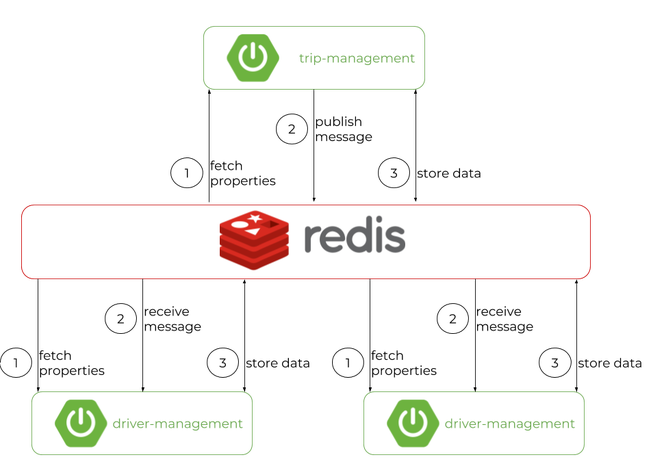 trip-management
2
publish
message
1
fetch
properties
3
store data
redis
1
fetch
properties
2
receive
message
3
store data
1
fetch
properties
2
receive
message
3
store data
driver-management
driver-management